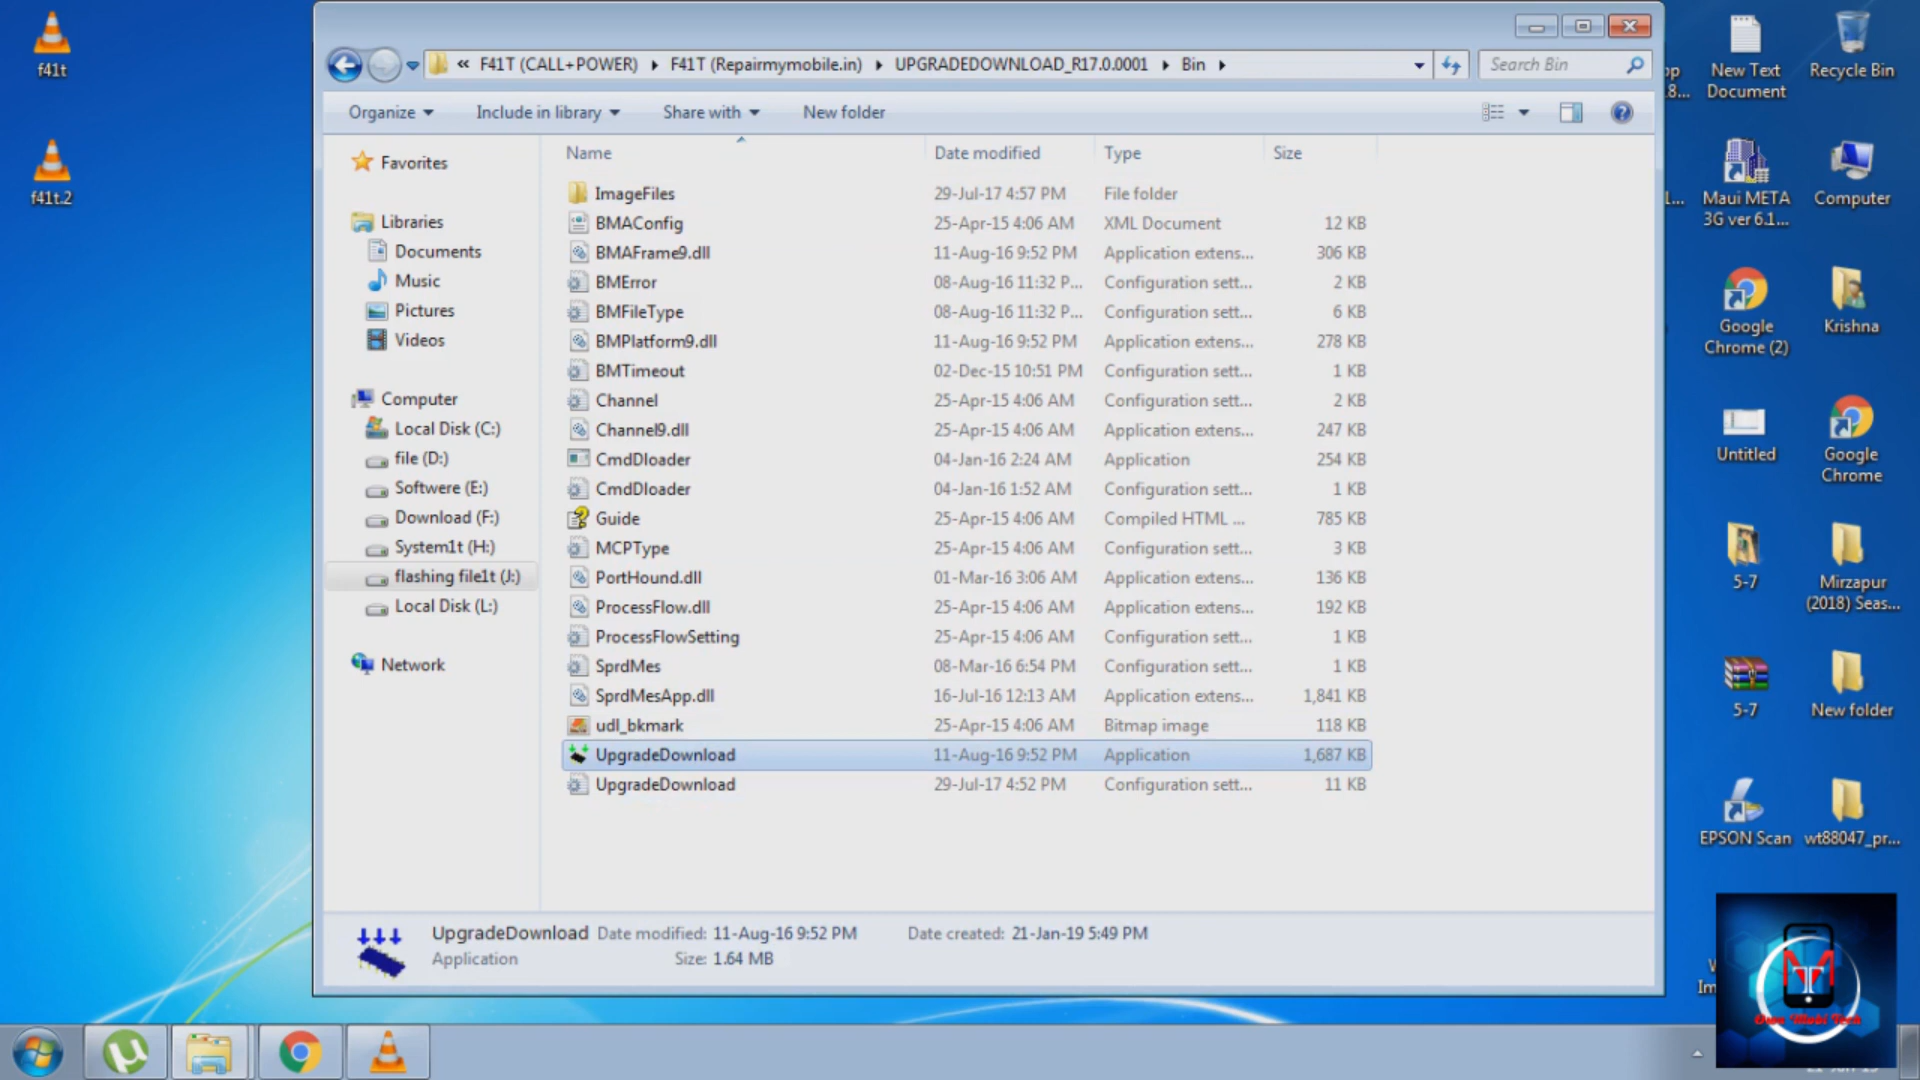 f41t
f41t.2
« F41T (CALL+POWER) F41T (Repairmymobile.in) UPGRADEDOWNLOAD_R17.0.0001 Bin
Search Bin
Organize Include in library Share with New folder
Favorites
Libraries
Documents
Music
Pictures
Videos
Computer
Local Disk (C:)
file (D:)
Softwere (E:)
Download (F:)
System1t (H:)
flashing file1t (J:)
Local Disk (L:)
Network
Name Date modified Type Size
ImageFiles 29-Jul-17 4:57 PM File folder
BMAConfig 25-Apr-15 4:06 AM XML Document 12 KB
BMAFrame9.dll 11-Aug-16 9:52 PM Application extens... 306 KB
BMError 08-Aug-16 11:32 P... Configuration sett... 2 KB
BMFileType 08-Aug-16 11:32 P... Configuration sett... 6 KB
BMPlatform9.dll 11-Aug-16 9:52 PM Application extens... 278 KB
BMTimeout 02-Dec-15 10:51 PM Configuration sett... 1 KB
Channel 25-Apr-15 4:06 AM Configuration sett... 2 KB
Channel9.dll 25-Apr-15 4:06 AM Application extens... 247 KB
CmdDloader 04-Jan-16 2:24 AM Application 254 KB
CmdDloader 04-Jan-16 1:52 AM Configuration sett... 1 KB
Guide 25-Apr-15 4:06 AM Compiled HTML ... 785 KB
MCPType 25-Apr-15 4:06 AM Configuration sett... 3 KB
PortHound.dll 01-Mar-16 3:06 AM Application extens... 136 KB
ProcessFlow.dll 25-Apr-15 4:06 AM Application extens... 192 KB
ProcessFlowSetting 25-Apr-15 4:06 AM Configuration sett... 1 KB
SprdMes 08-Mar-16 6:54 PM Configuration sett... 1 KB
SprdMesApp.dll 16-Jul-16 12:13 AM Application extens... 1,841 KB
udl_bkmark 25-Apr-15 4:06 AM Bitmap image 118 KB
UpgradeDownload 11-Aug-16 9:52 PM Application 1,687 KB
UpgradeDownload 29-Jul-17 4:52 PM Configuration sett... 11 KB
UpgradeDownload Date modified: 11-Aug-16 9:52 PM Date created: 21-Jan-19 5:49 PM
Application Size: 1.64 MB
New Text
Document
Recycle Bin
Maui META
3G ver 6.1...
Computer
Google
Chrome (2)
Krishna
Untitled
Google
Chrome
5-7
Mirzapur
(2018) Seas...
5-7
New folder
EPSON Scan
wt88047_pr...